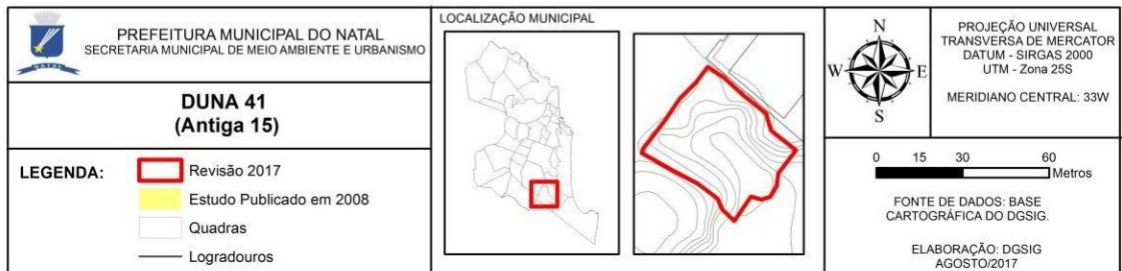 PREFEITURA MUNICIPAL DO NATAL
SECRETARIA MUNICIPAL DE MEIO AMBIENTE E URBANISMO
NATAL
DUNA 41
(Antiga 15)
LEGENDA:
Revisão 2017
Estudo Publicado em 2008
Quadras
Logradouros
LOCALIZAÇÃO MUNICIPAL
N
W E
S
PROJEÇÃO UNIVERSAL
TRANSVERSA DE MERCATOR
DATUM - SIRGAS 2000
UTM - Zona 25S
MERIDIANO CENTRAL: 33W
0 15 30 60
Metros
FONTE DE DADOS: BASE
CARTOGRÁFICA DO DGSIG.
ELABORAÇÃO: DGSIG
AGOSTO/2017